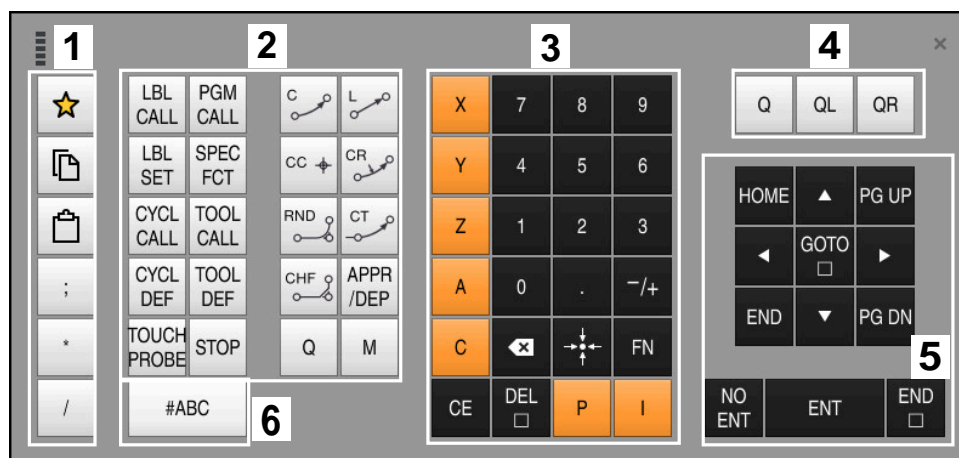 1
2
3
4
LBL CALL
PGM CALL
C
L
X
7
8
9
Q
QL
QR
LBL SET
SPEC FCT
CC
CR
Y
4
5
6
HOME
PG UP
CYCL CALL
TOOL CALL
RND
CT
Z
1
2
3
GOTO
;
CYCL DEF
TOOL DEF
CHF
APPR /DEP
A
0
.
-/+
END
PG DN
*
TOUCH PROBE
STOP
Q
M
C
FN
5
/
#ABC
6
CE
DEL
P
I
NO ENT
ENT
END